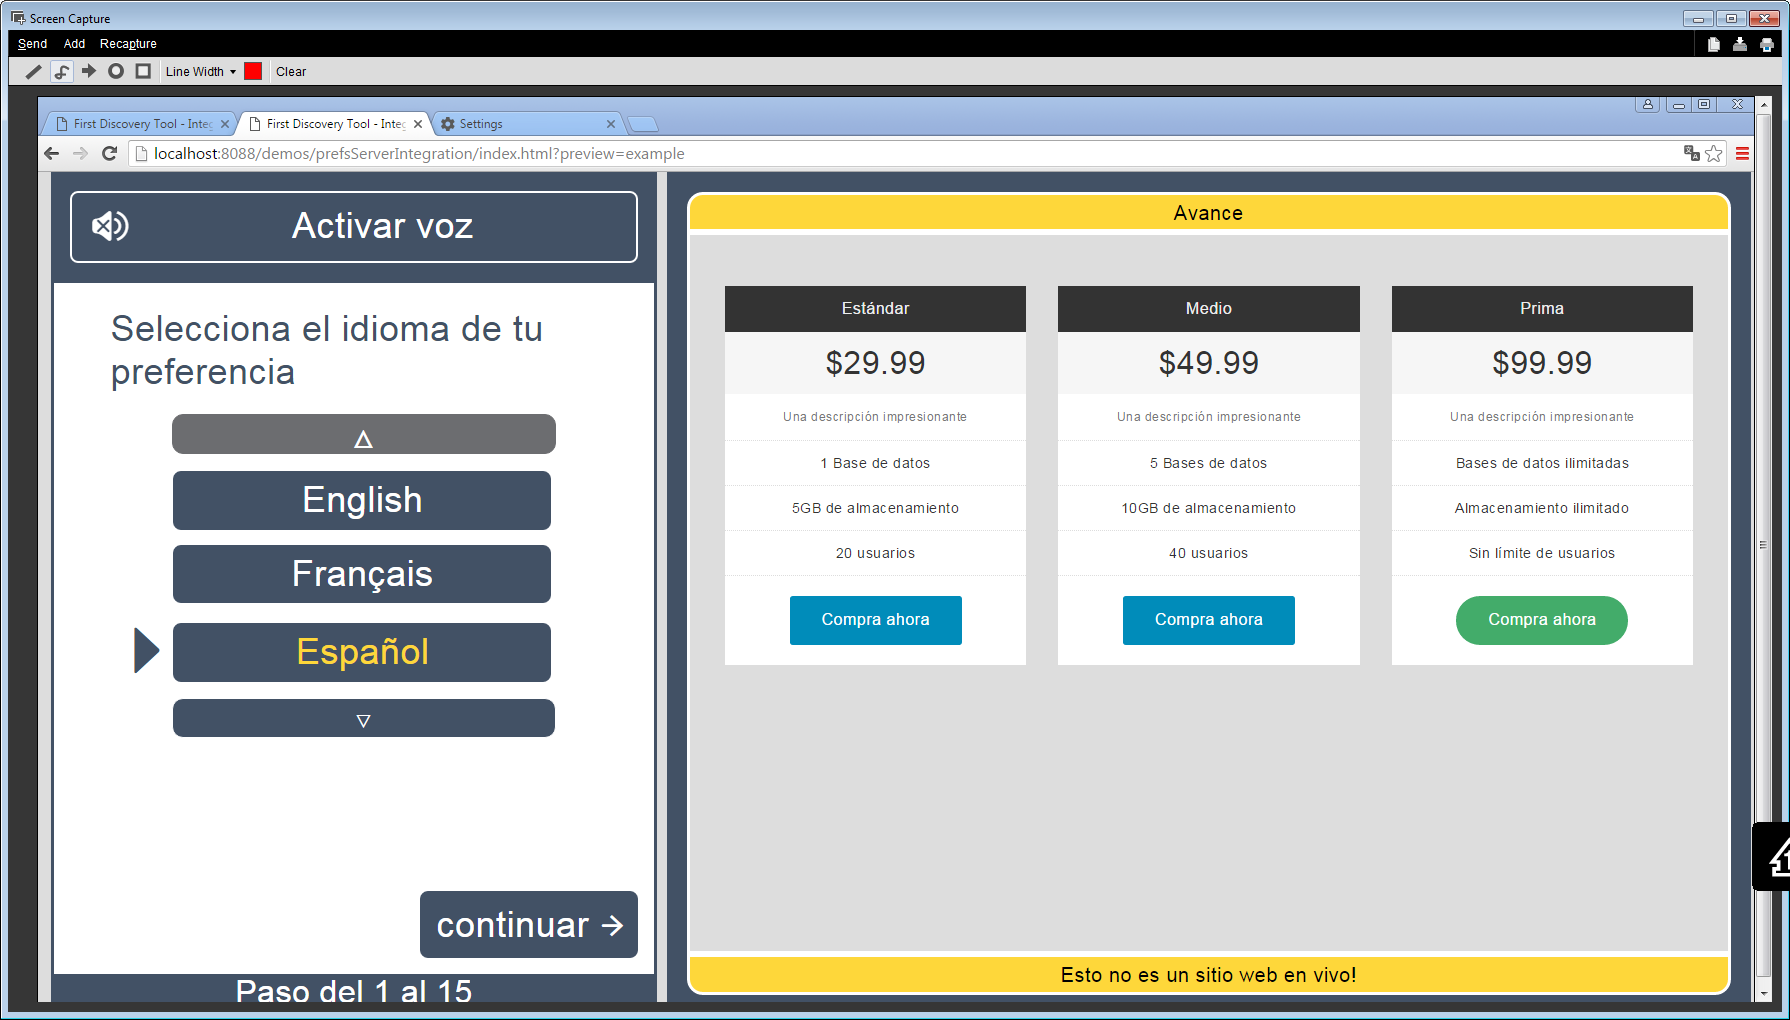 Screen Capture
Send Add Recapture
Line Width Clear
First Discovery Tool - Integ
First Discovery Tool - Integ
Settings
localhost:8088/demos/prefsServerIntegration/index.html?preview=example
Activar voz
Selecciona el idioma de tu
preferencia
English
Français
Español
continuar →
Paso del 1 al 15
Avance
Estándar
$29.99
Una descripción impresionante
1 Base de datos
5GB de almacenamiento
20 usuarios
Compra ahora
Medio
$49.99
Una descripción impresionante
5 Bases de datos
10GB de almacenamiento
40 usuarios
Compra ahora
Prima
$99.99
Una descripción impresionante
Bases de datos ilimitadas
Almacenamiento ilimitado
Sin límite de usuarios
Compra ahora
Esto no es un sitio web en vivo!